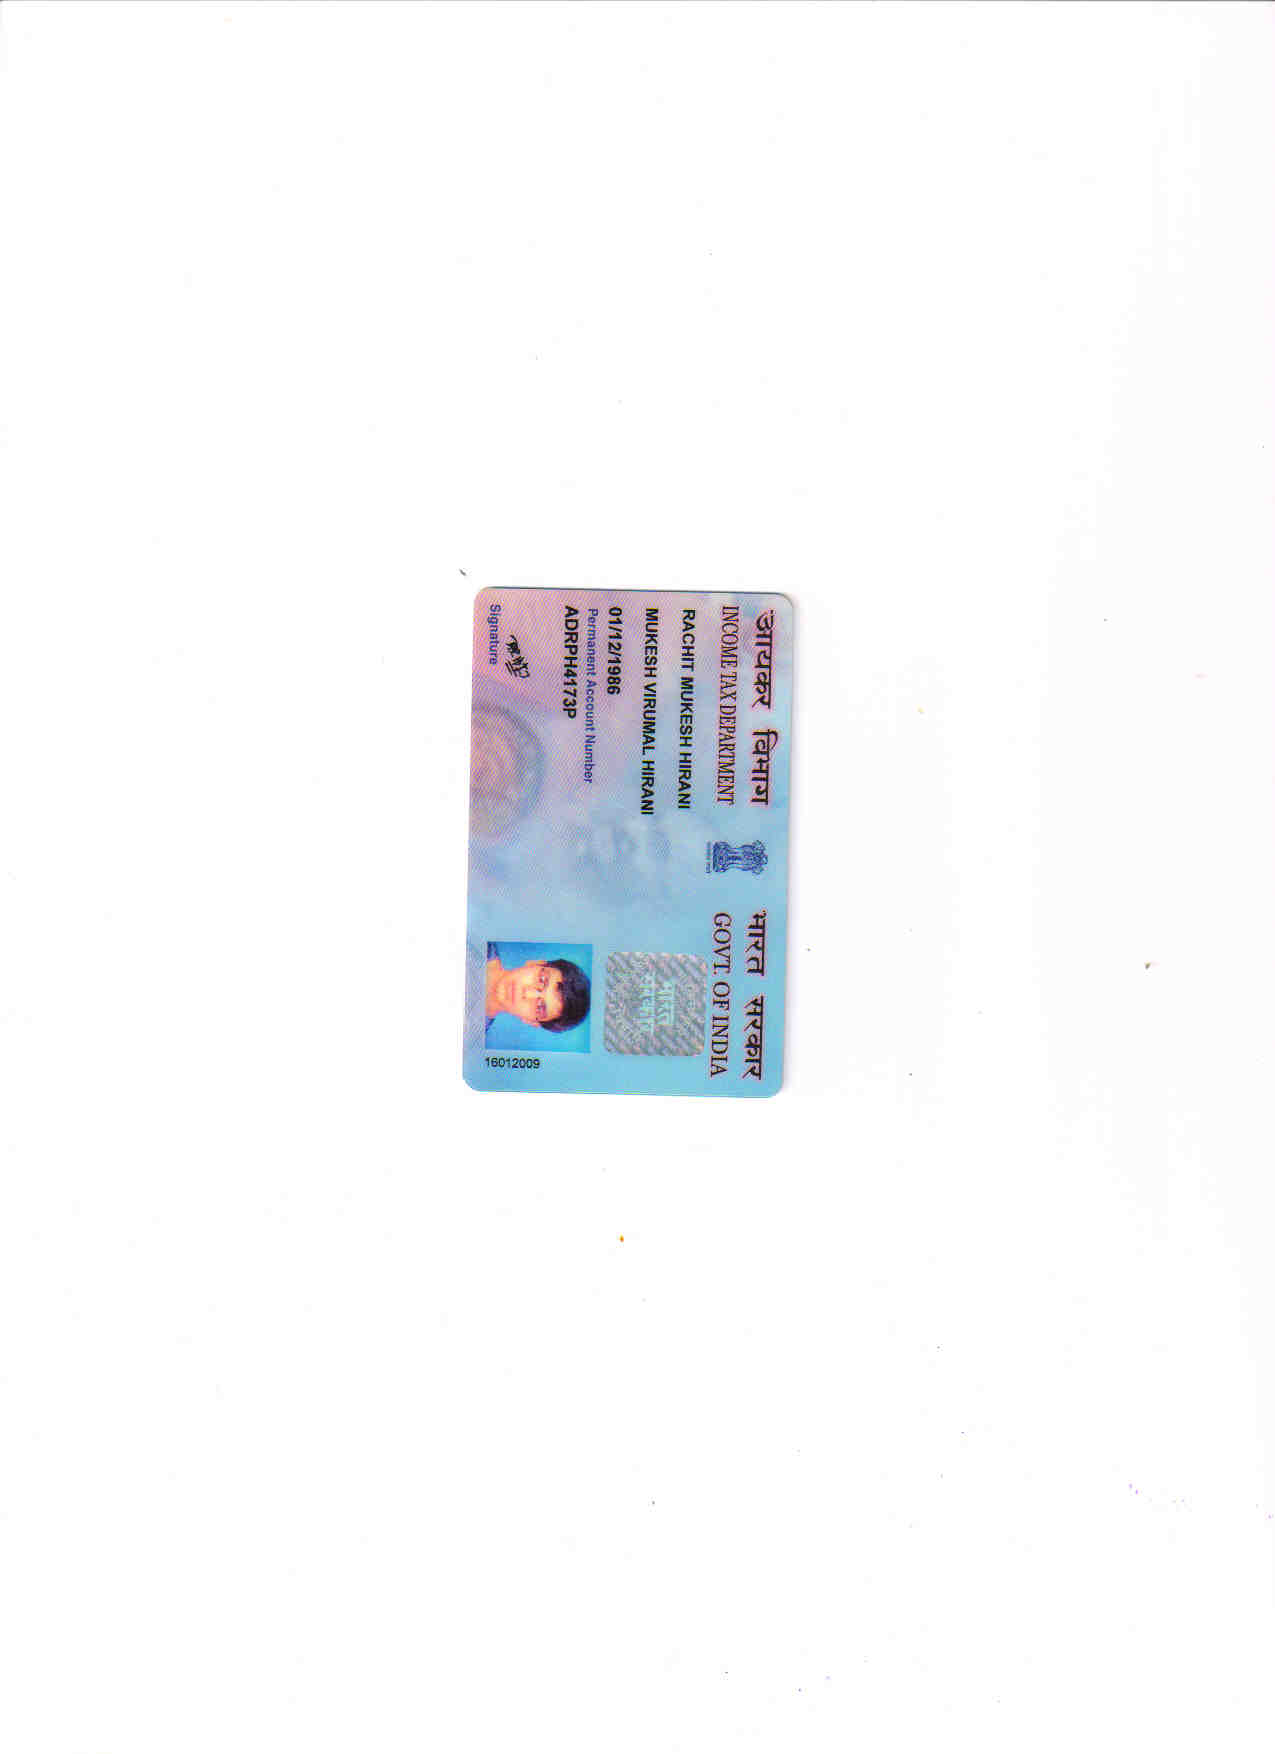 आयकर विभाग
INCOME TAX DEPARTMENT
भारत सरकार
GOVT. OF INDIA
RACHIT MUKESH HIRANI
MUKESH VIRUMAL HIRANI
01/12/1986
Permanent Account Number
ADRPH4173P
Signature
भारत
16012009